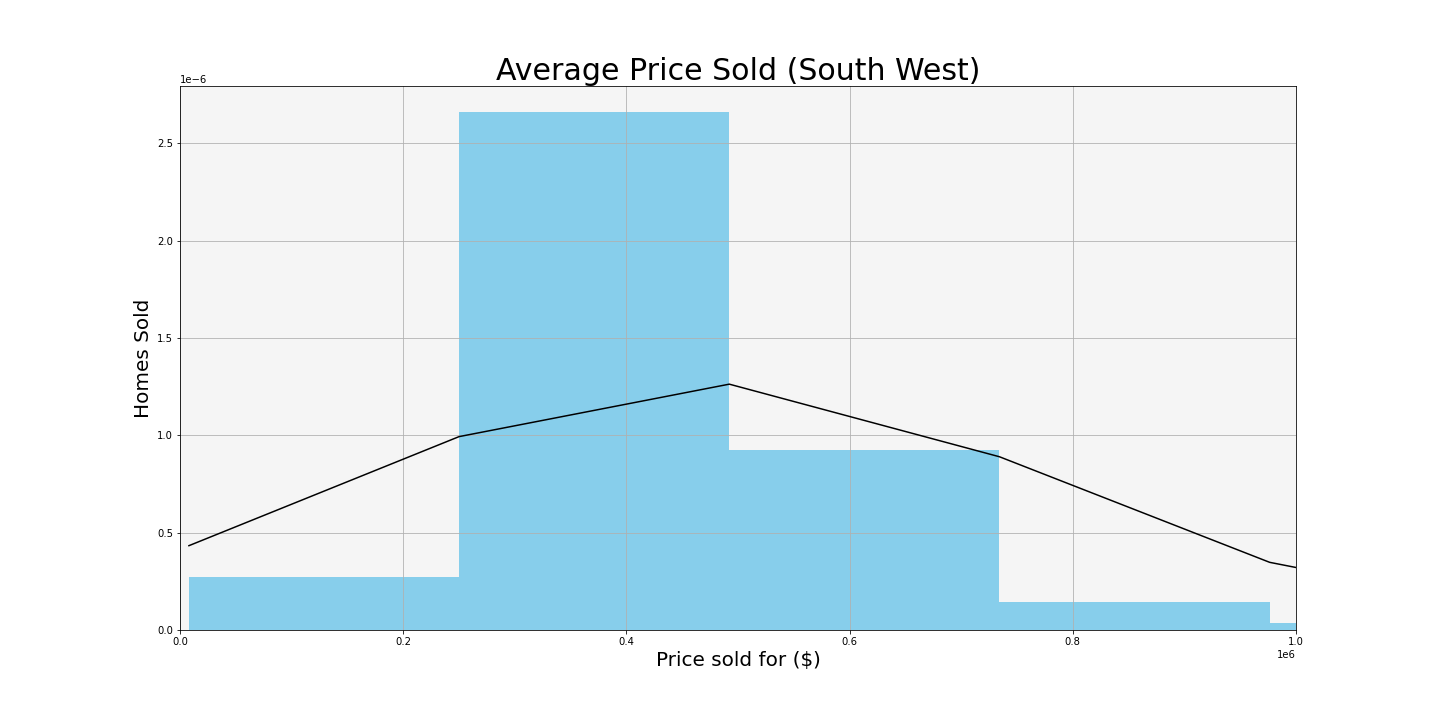 Average Price Sold (South West)
1e−6
2.5
2.0
1.5
1.0
0.5
0.0
Homes Sold
0.0 0.2 0.4 0.6 0.8 1.0
1e6
Price sold for ($)